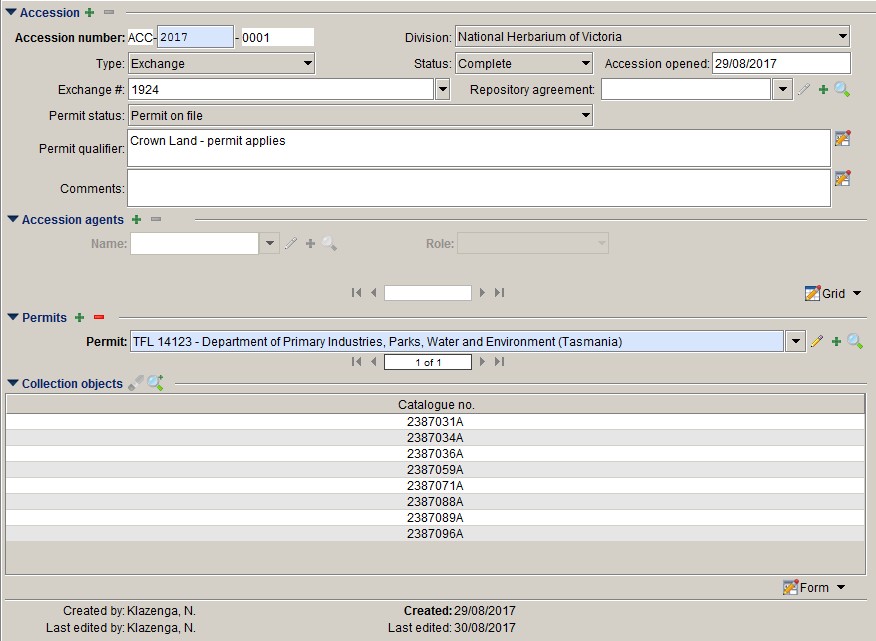 Accession
Accession number: ACC- 2017 - 0001 Division: National Herbarium of Victoria
Type: Exchange Status: Complete Accession opened: 29/08/2017
Exchange #: 1924 Repository agreement:
Permit status: Permit on file
Permit qualifier: Crown Land - permit applies
Comments:
Accession agents
Name: Role:
Grid
Permits
Permit: TFL 14123 - Department of Primary Industries, Parks, Water and Environment (Tasmania)
1 of 1
Collection objects
Catalogue no.
2387031A
2387034A
2387036A
2387059A
2387071A
2387088A
2387089A
2387096A
Form
Created by: Klazenga, N. Created: 29/08/2017
Last edited by: Klazenga, N. Last edited: 30/08/2017